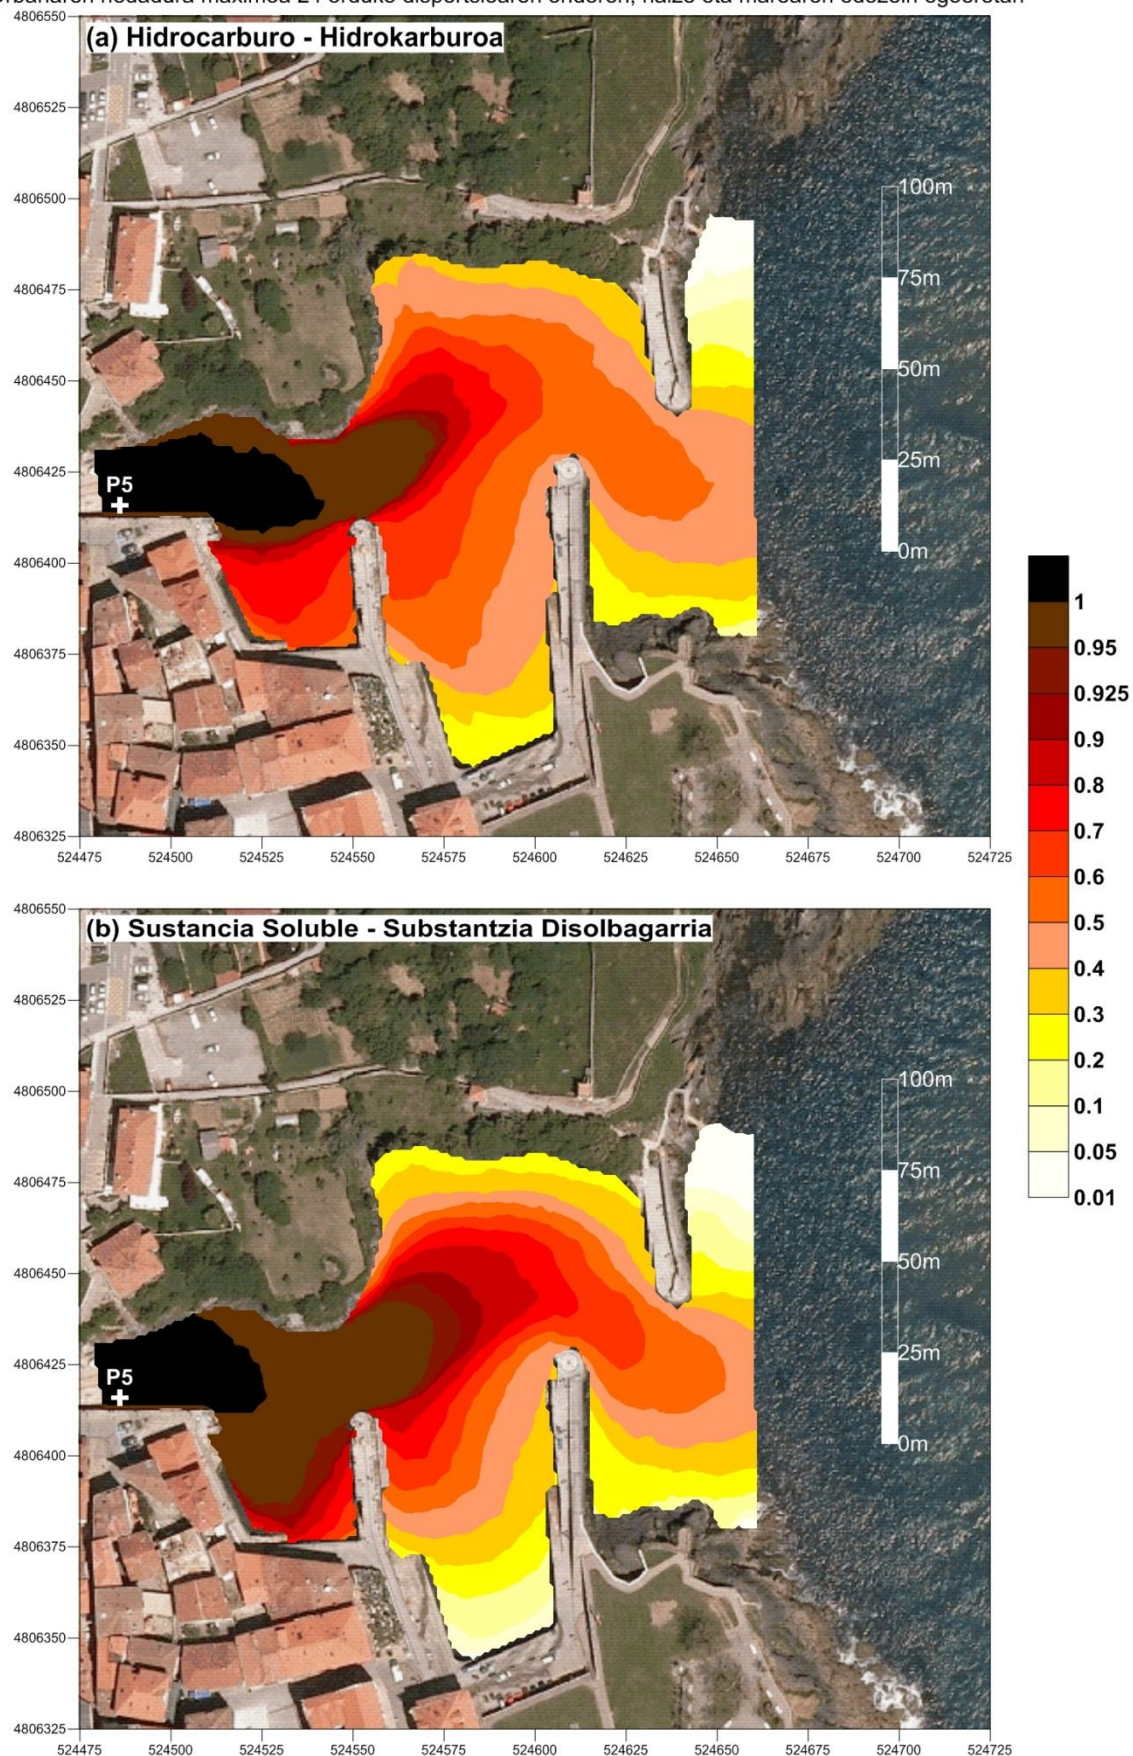 (a) Hidrocarburo - Hidrokarburoa
4806550
4806525
4806500
4806475
4806450
4806425
4806400
4806375
4806350
4806325
P5
100m
75m
50m
25m
0m
524475 524500 524525 524550 524575 524600 524625 524650 524675 524700 524725
1
0.95
0.925
0.9
0.8
0.7
0.6
0.5
0.4
0.3
0.2
0.1
0.05
0.01
(b) Sustancia Soluble - Substantzia Disolbagarria
4806550
4806525
4806500
4806475
4806450
4806425
4806400
4806375
4806350
4806325
P5
100m
75m
50m
25m
0m
524475 524500 524525 524550 524575 524600 524625 524650 524675 524700 524725